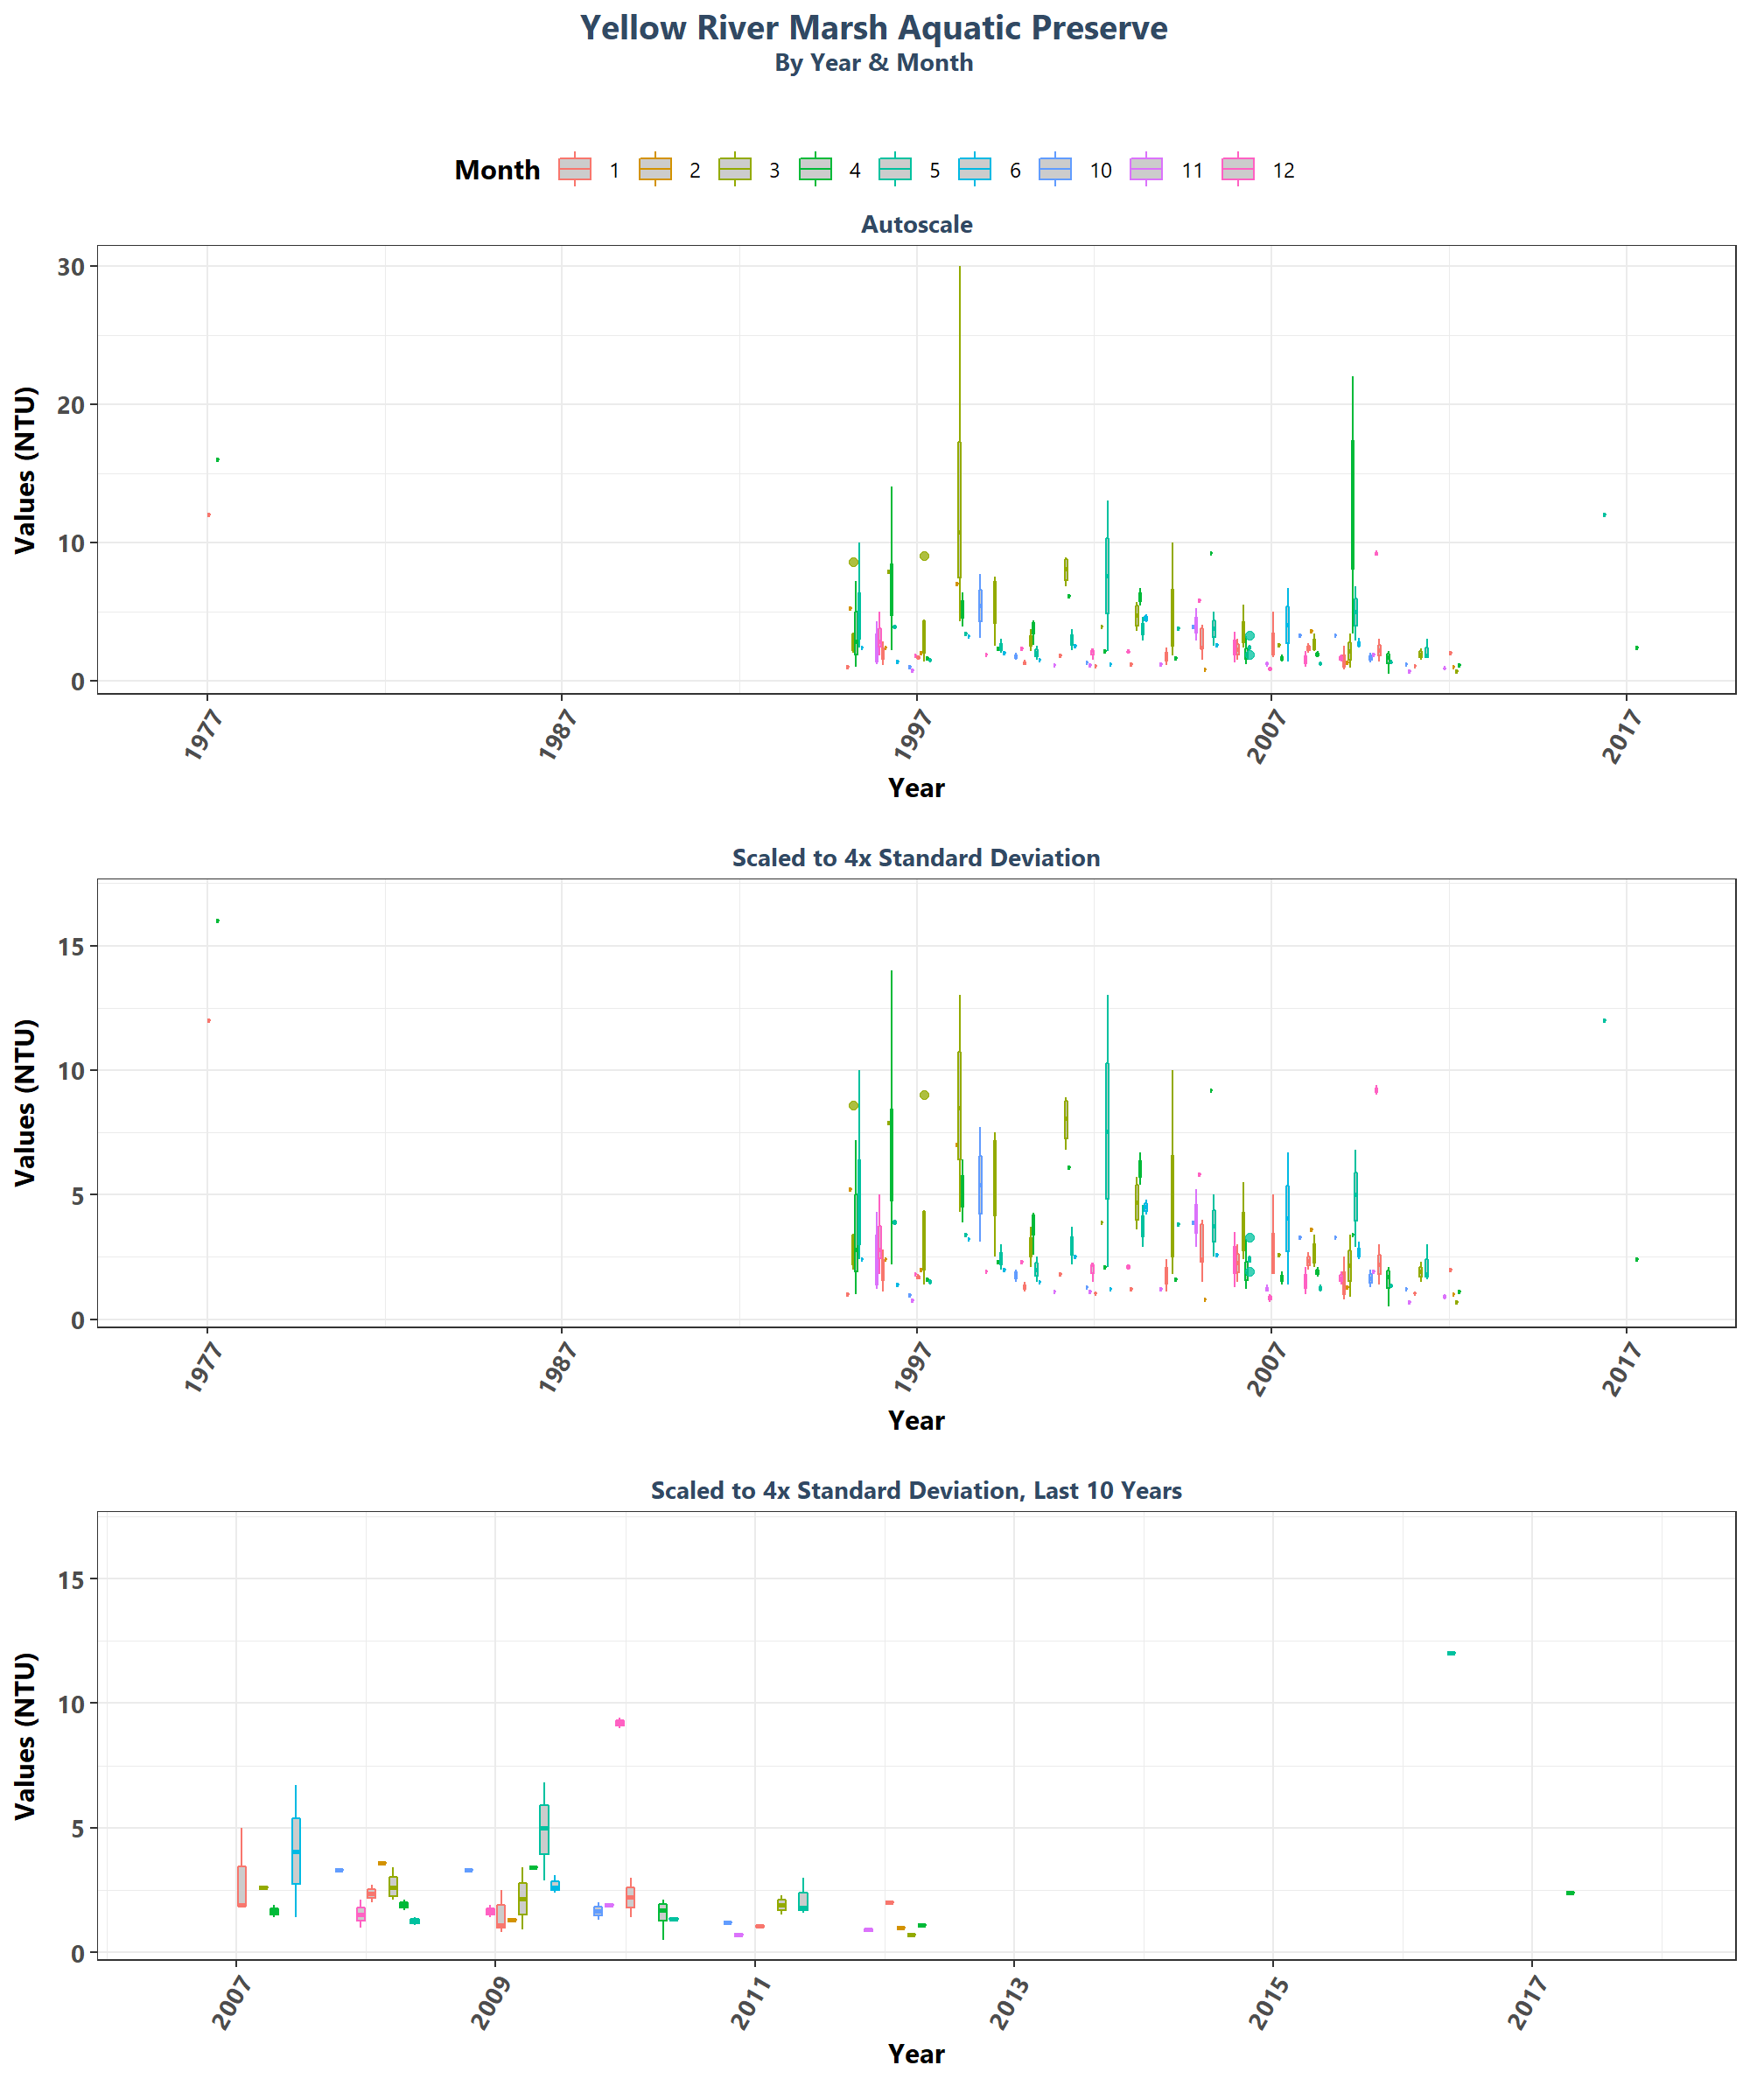 Yellow River Marsh Aquatic Preserve
By Year & Month
Month 1 2 3 4 5 6 10 11 12
Autoscale
Values (NTU)
30
20
10
0
1977 1987 1997 2007 2017
Year
Scaled to 4x Standard Deviation
Values (NTU)
15
10
5
0
1977 1987 1997 2007 2017
Year
Scaled to 4x Standard Deviation, Last 10 Years
Values (NTU)
15
10
5
0
2007 2009 2011 2013 2015 2017
Year